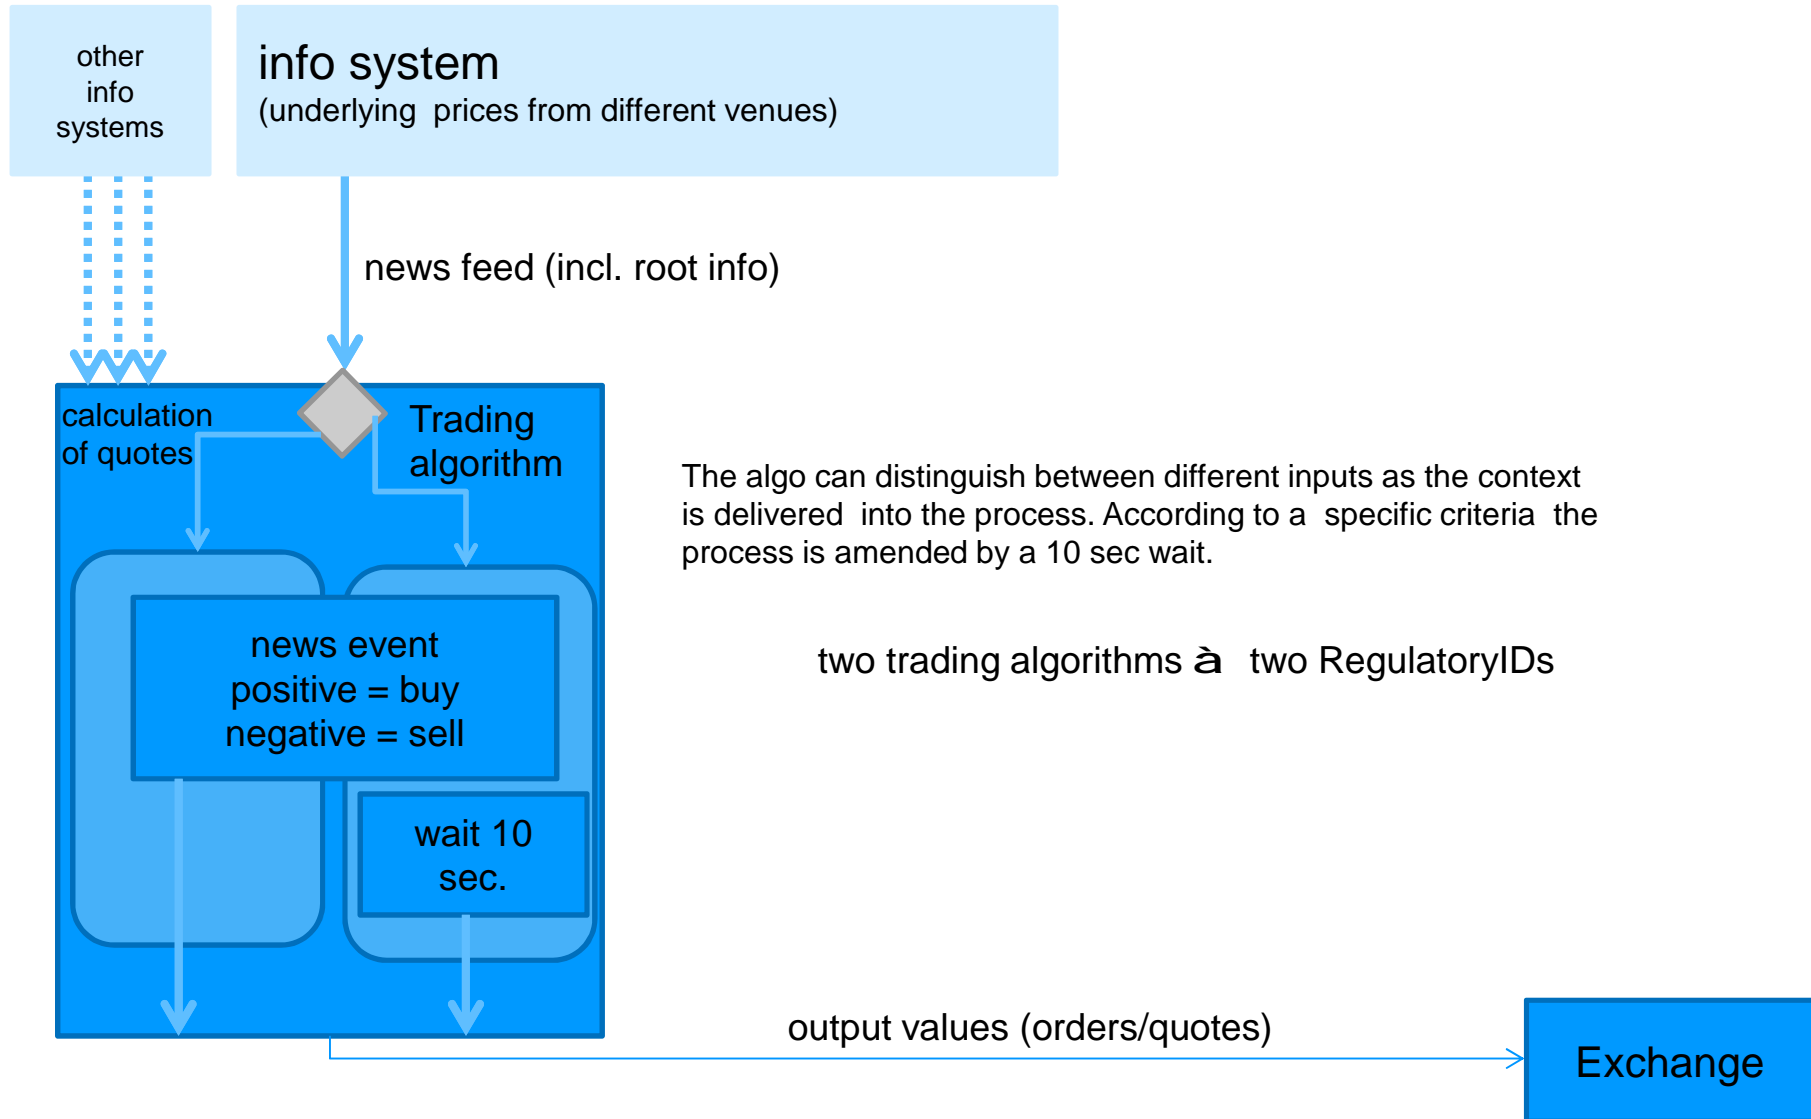 other
info
systems
info system
(underlying prices from different venues)
news feed (incl. root info)
calculation
of quotes
Trading
algorithm
The algo can distinguish between different inputs as the context
is delivered into the process. According to a specific criteria the
process is amended by a 10 sec wait.
news event
positive = buy
negative = sell
two trading algorithms à two RegulatoryIDs
wait 10
sec.
output values (orders/quotes)
Exchange